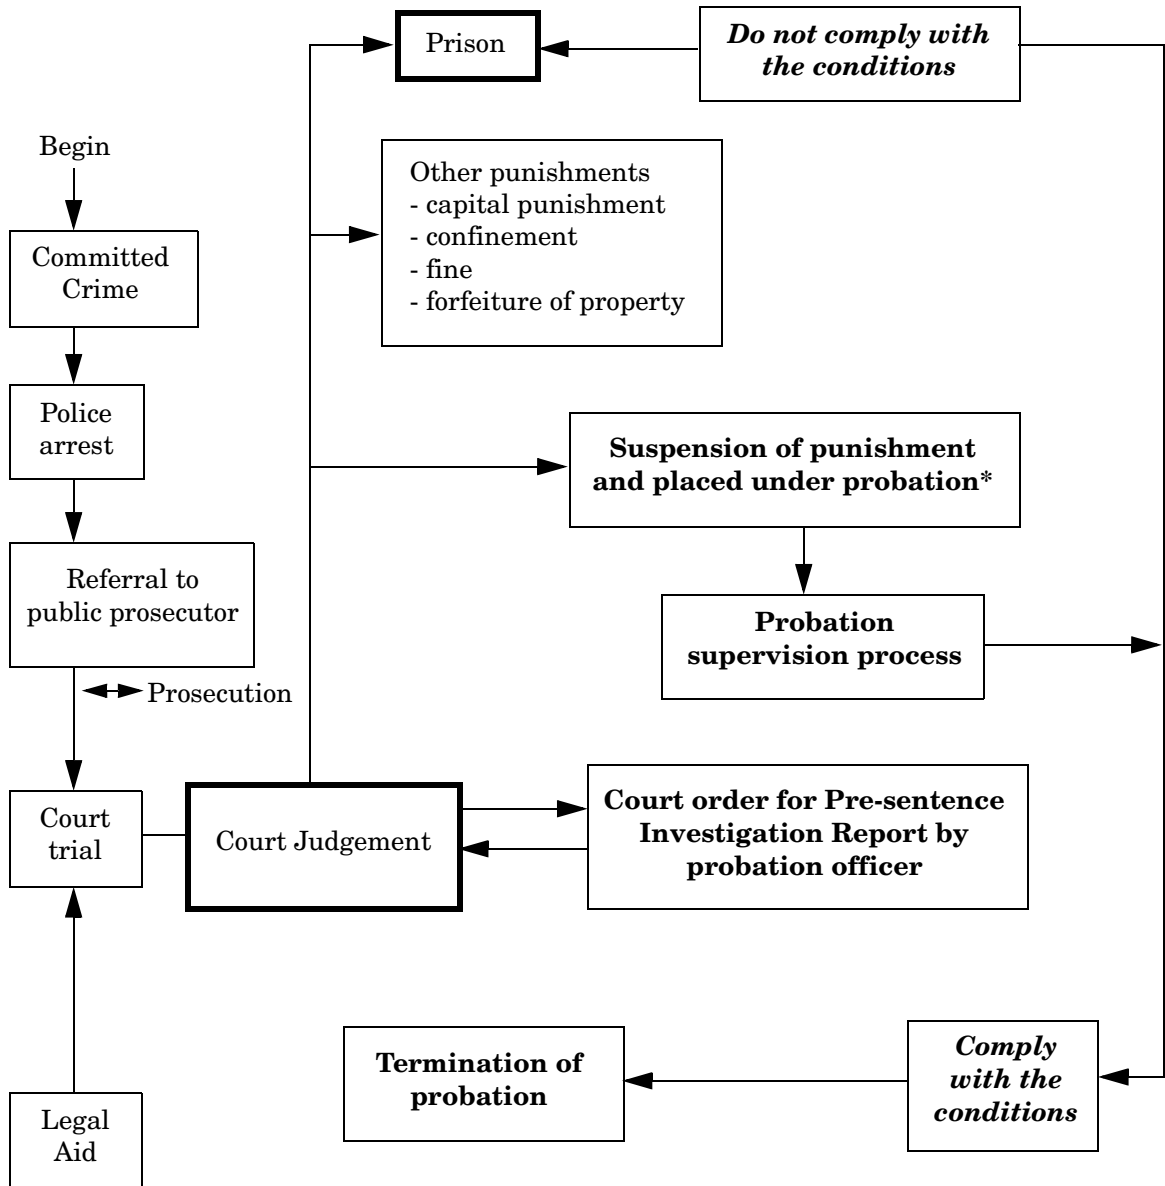 Prison
Do not comply with
the conditions
Begin
Other punishments
- capital punishment
- confinement
- fine
- forfeiture of property
Committed
Crime
Police
arrest
Suspension of punishment
and placed under probation*
Referral to
public prosecutor
Probation
supervision process
Prosecution
Court
trial
Court Judgement
Court order for Pre-sentence
Investigation Report by
probation officer
Termination of
probation
Comply
with the
conditions
Legal
Aid